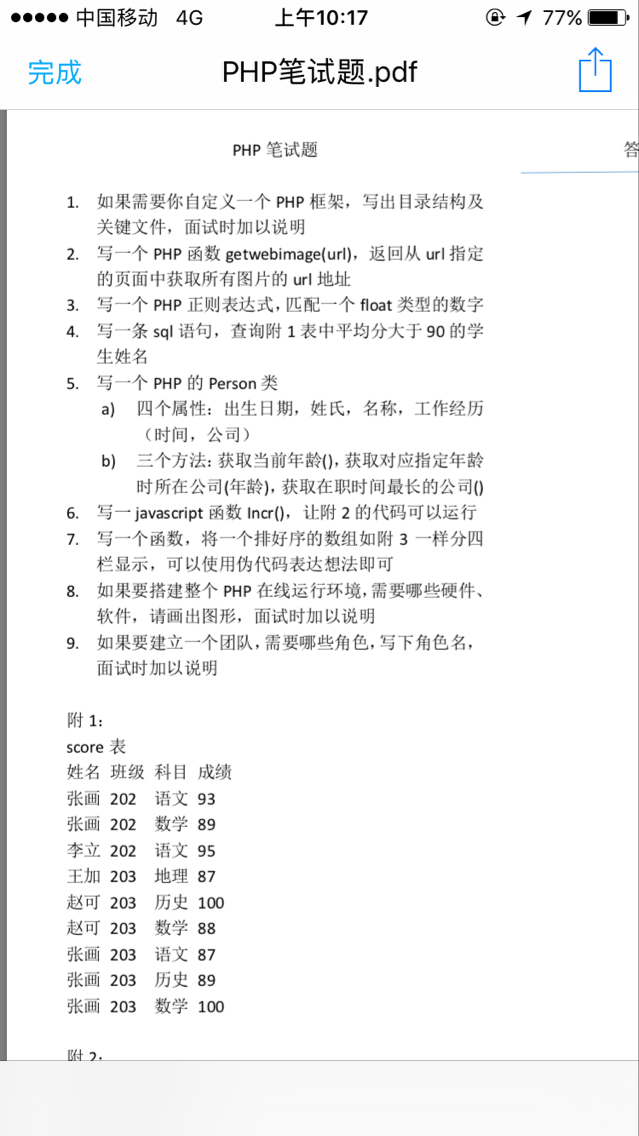 中国移动 4G 上午10:17 77%
完成 PHP笔试题.pdf
PHP 笔试题 答
1. 如果需要你自定义一个 PHP 框架，写出目录结构及
关键文件，面试时加以说明
2. 写一个 PHP 函数 getwebimage(url)，返回从 url 指定
的页面中获取所有图片的 url 地址
3. 写一个 PHP 正则表达式，匹配一个 float 类型的数字
4. 写一条 sql 语句，查询附 1 表中平均分大于 90 的学
生姓名
5. 写一个 PHP 的 Person 类
a) 四个属性：出生日期，姓氏，名称，工作经历
（时间，公司）
b) 三个方法：获取当前年龄()，获取对应指定年龄
时所在公司(年龄)，获取在职时间最长的公司()
6. 写一 javascript 函数 Incr()，让附 2 的代码可以运行
7. 写一个函数，将一个排好序的数组如附 3 一样分四
栏显示，可以使用伪代码表达想法即可
8. 如果要搭建整个 PHP 在线运行环境，需要哪些硬件、
软件，请画出图形，面试时加以说明
9. 如果要建立一个团队，需要哪些角色，写下角色名，
面试时加以说明
附 1：
score 表
姓名 班级 科目 成绩
张画 202 语文 93
张画 202 数学 89
李立 202 语文 95
王加 203 地理 87
赵可 203 历史 100
赵可 203 数学 88
张画 203 语文 87
张画 203 历史 89
张画 203 数学 100
附 2：